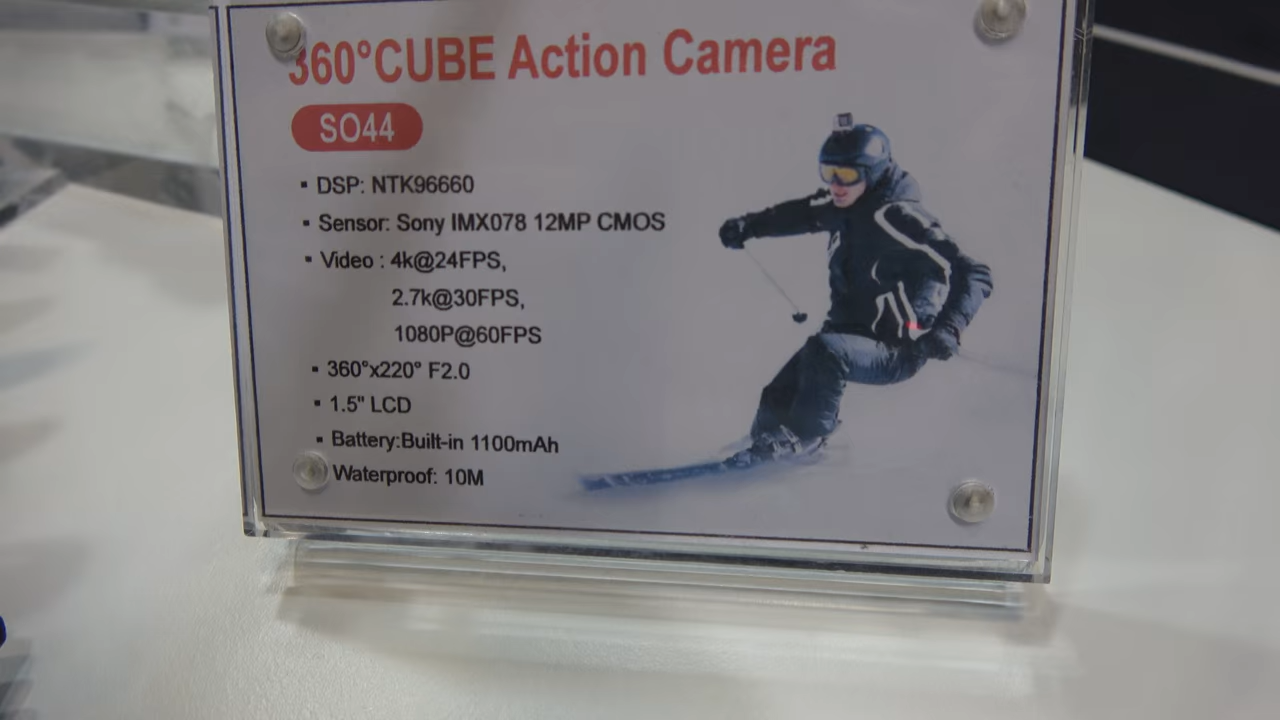 360°CUBE Action Camera
SO44
▪ DSP: NTK96660
▪ Sensor: Sony IMX078 12MP CMOS
▪ Video : 4k@24FPS,
2.7k@30FPS,
1080P@60FPS
▪ 360°x220° F2.0
▪ 1.5" LCD
▪ Battery:Built-in 1100mAh
Waterproof: 10M